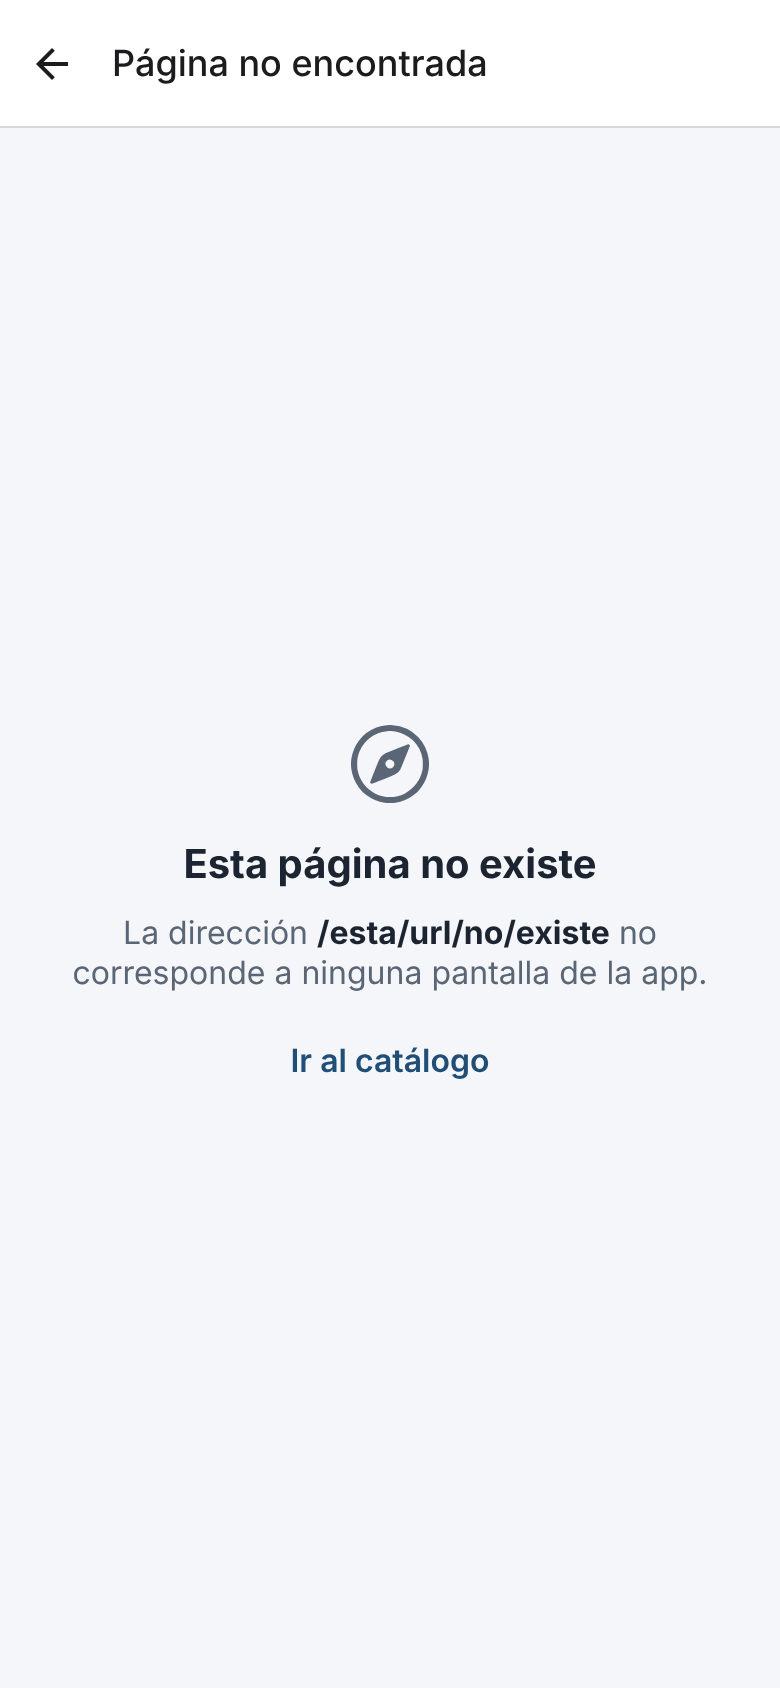 Página no encontrada
Esta página no existe
La dirección /esta/url/no/existe no
corresponde a ninguna pantalla de la app.
Ir al catálogo